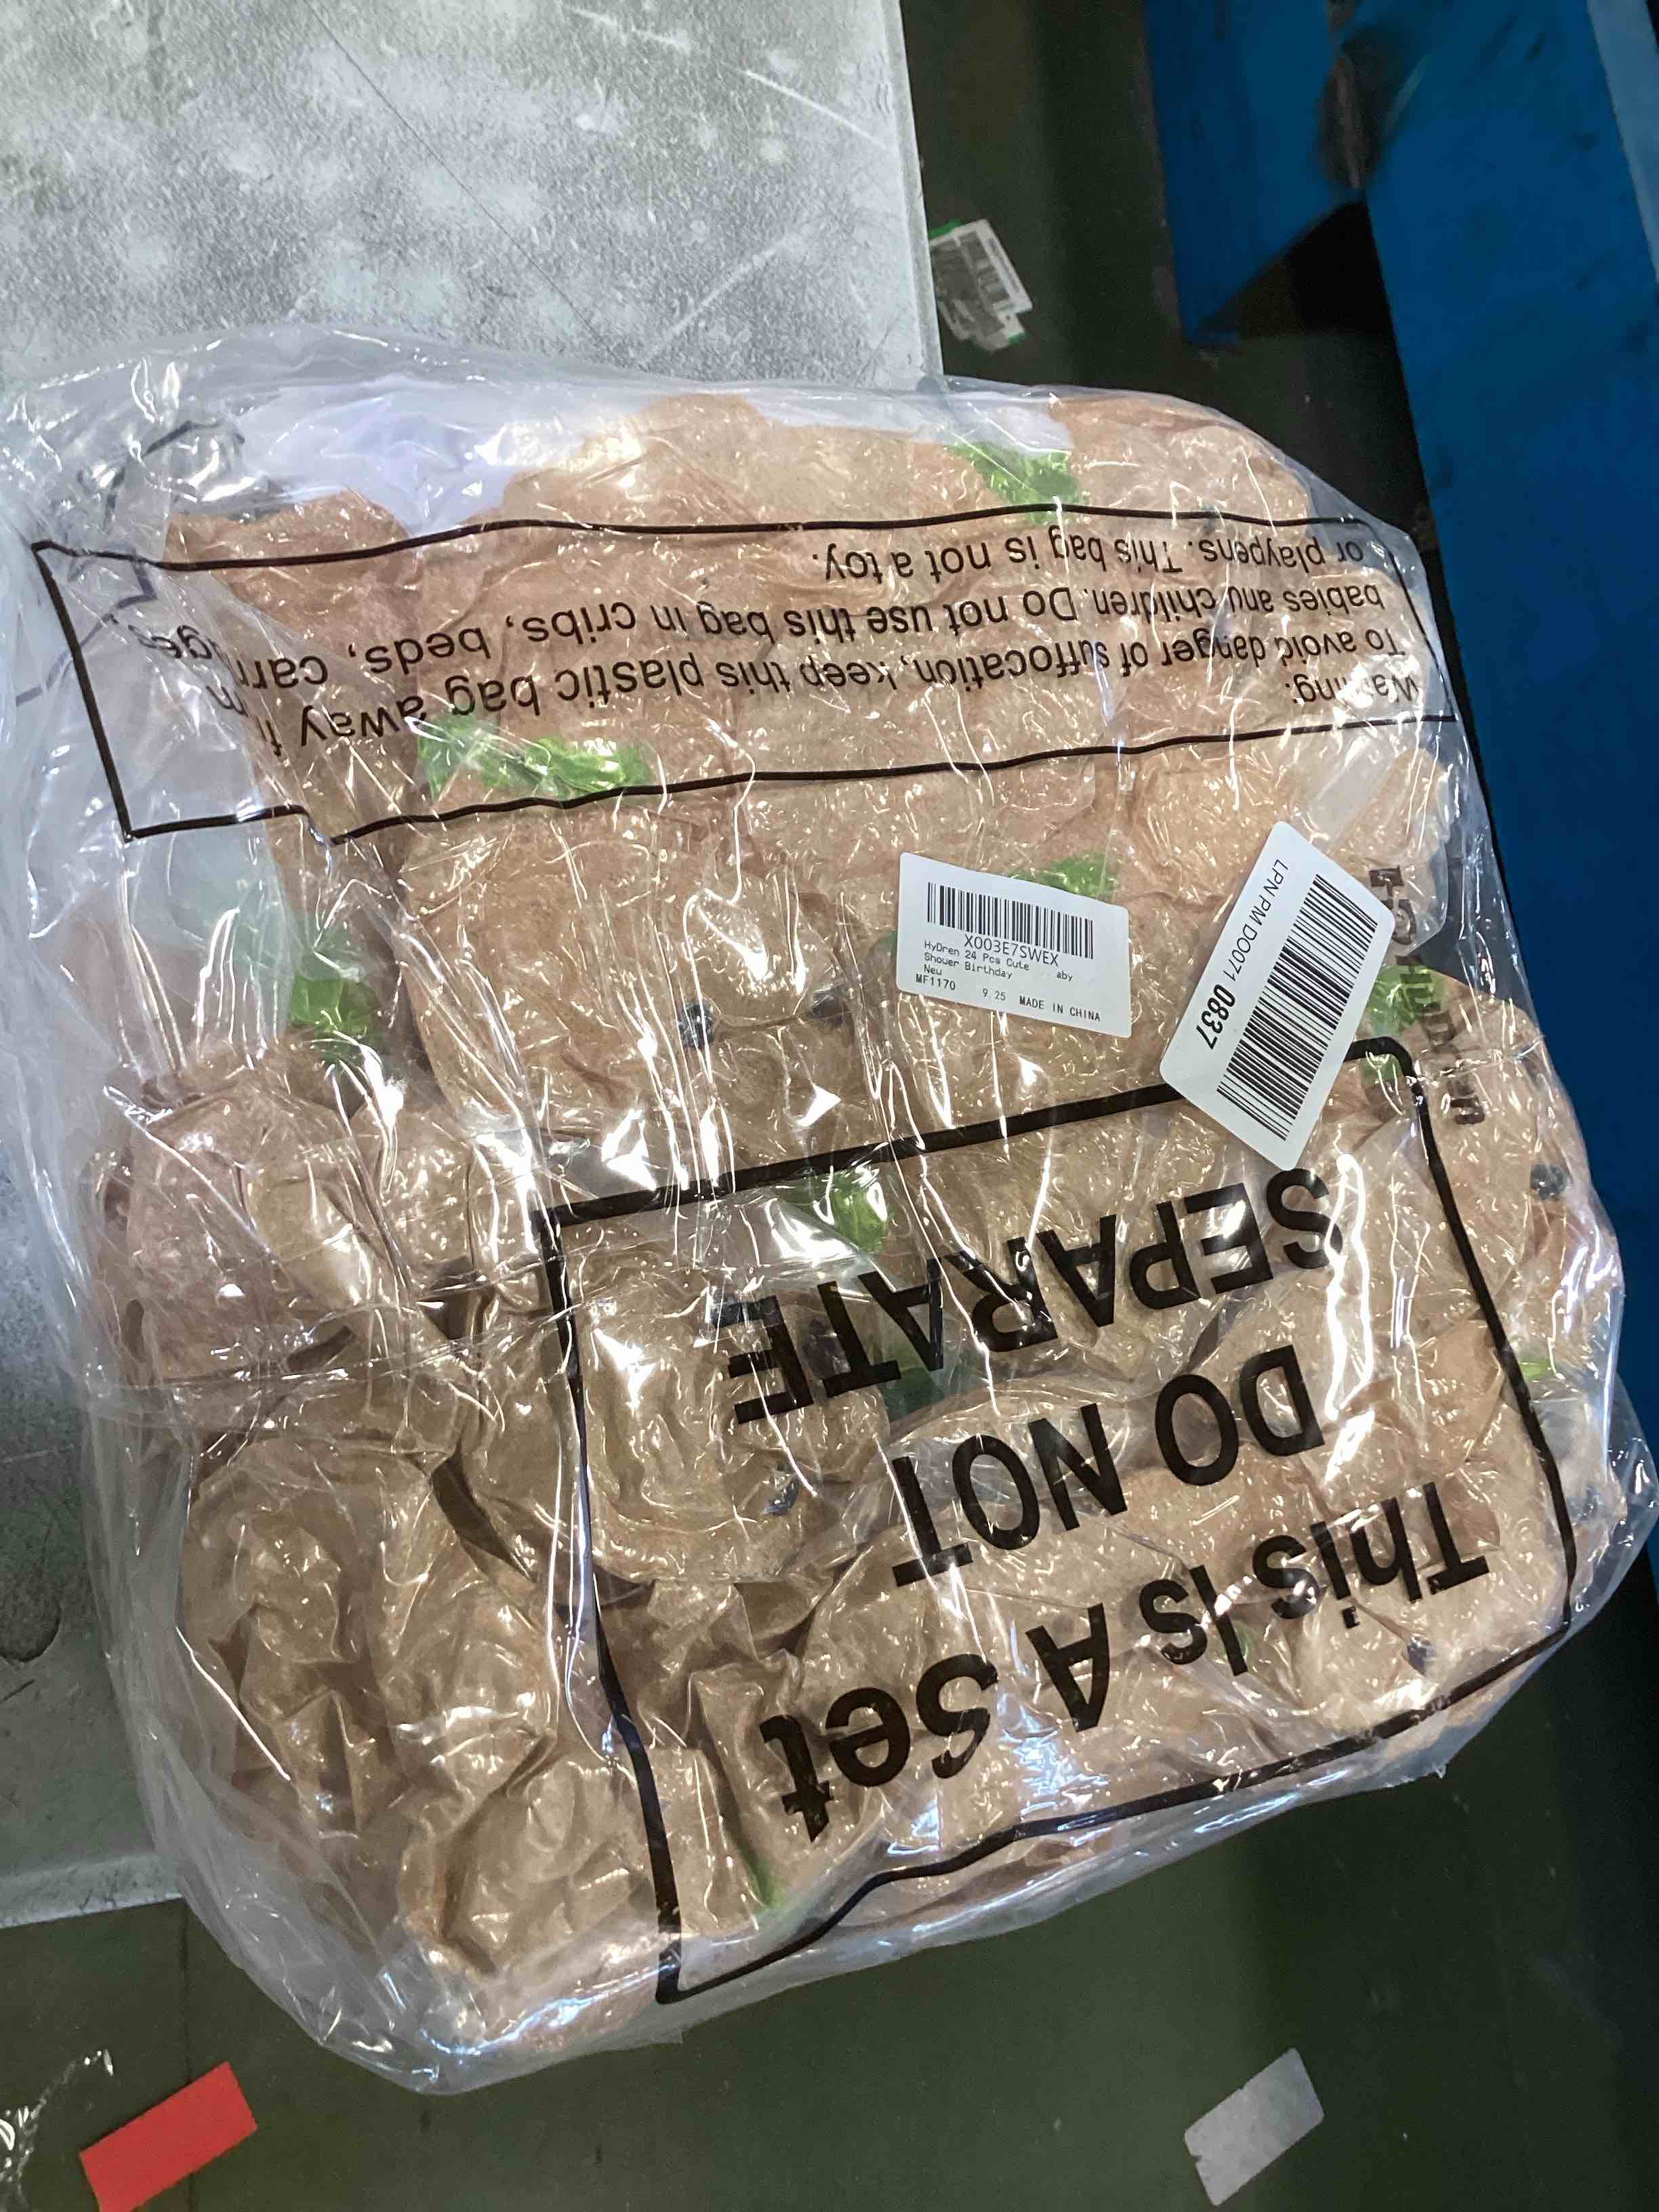 This Is A Set
DO NOT
SEPARATE
LPN PM D0071 0837
X003E7SWEX
HyDren 24 Pcs Cute aby
Shower Birthday
New
MF1170 9 25 MADE IN CHINA
Warning:
To avoid danger of suffocation, keep this plastic bag away from
babies and children. Do not use this bag in cribs, beds, carriages,
or playpens. This bag is not a toy.